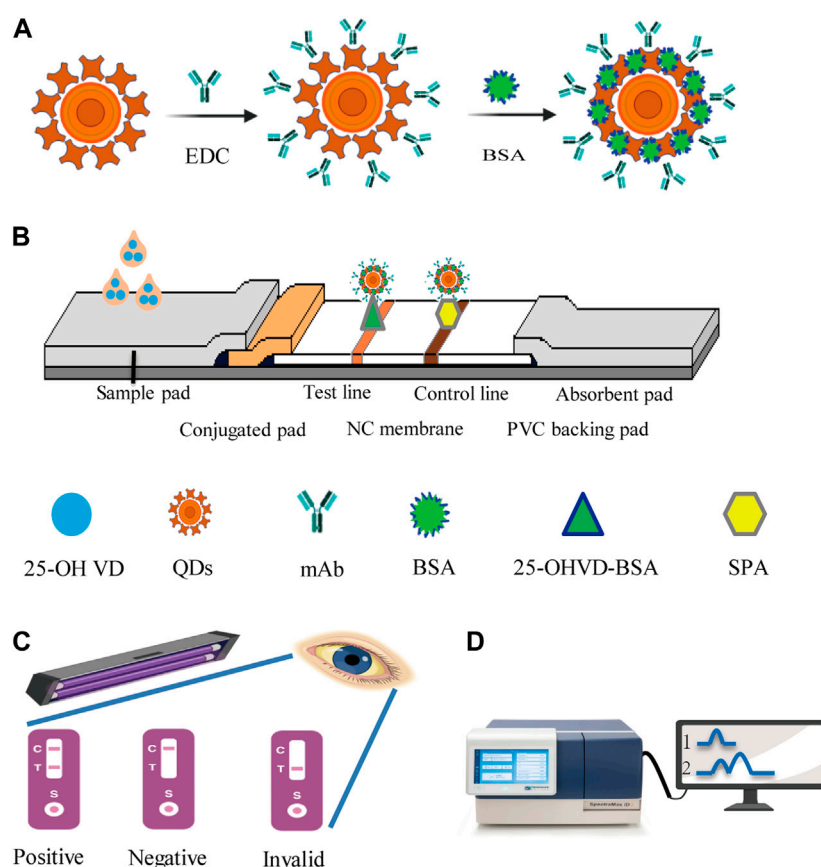 A
EDC
BSA
B
Sample pad
Test line
Control line
Absorbent pad
Conjugated pad
NC membrane
PVC backing pad
25-OH VD
QDs
mAb
BSA
25-OHVD-BSA
SPA
C
D
C
T
S
C
T
S
C
T
S
1
2
Positive
Negative
Invalid